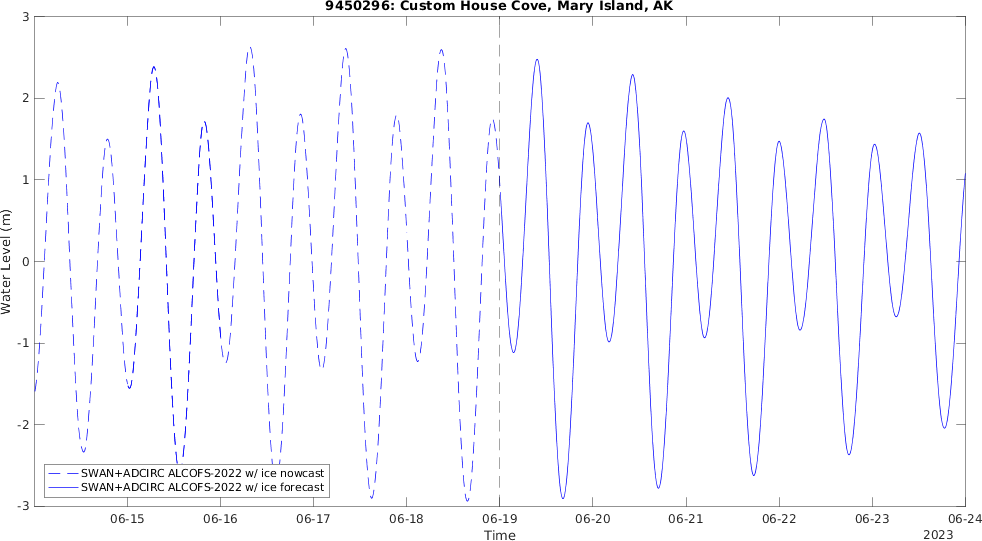 9450296: Custom House Cove, Mary Island, AK
3
2
1
0
-1
-2
-3
Water Level (m)
SWAN+ADCIRC ALCOFS-2022 w/ ice nowcast
SWAN+ADCIRC ALCOFS-2022 w/ ice forecast
06-15 06-16 06-17 06-18 06-19 06-20 06-21 06-22 06-23 06-24
Time
2023